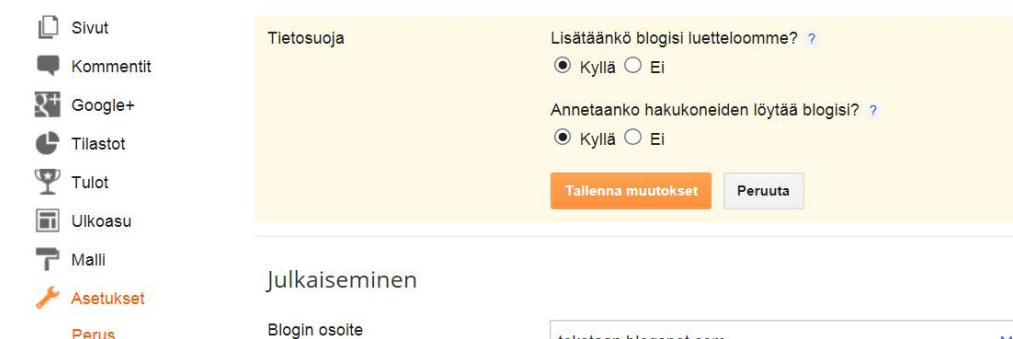 Sivut
Kommentit
Google+
Tilastot
Tulot
Ulkoasu
Malli
Asetukset
Perus
Tietosuoja
Lisätäänkö blogisi luetteloomme? ?
Kyllä Ei
Annetaanko hakukoneiden löytää blogisi? ?
Kyllä Ei
Tallenna muutokset Peruuta
Julkaiseminen
Blogin osoite